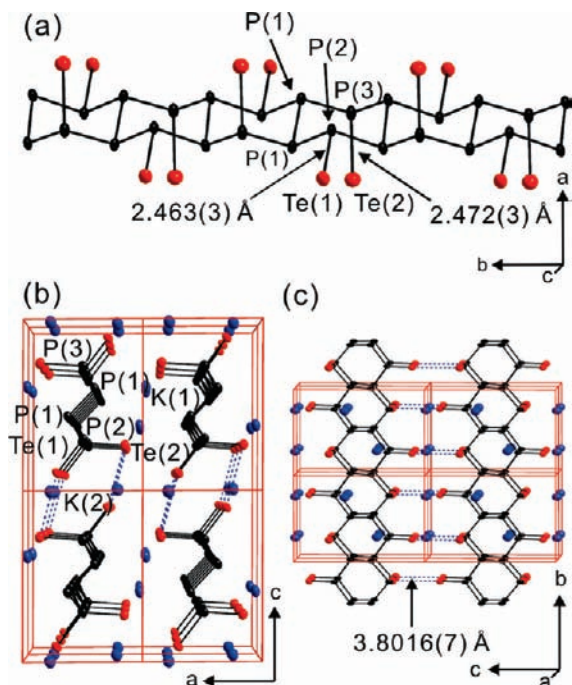 (a)
P(1)
P(2)
P(3)
P(1)
2.463(3) Å
Te(1)
Te(2)
2.472(3) Å
a
b
c
(b)
P(3)
P(1)
K(1)
P(1)
P(2)
Te(1)
Te(2)
K(2)
c
a
(c)
3.8016(7) Å
b
c
a